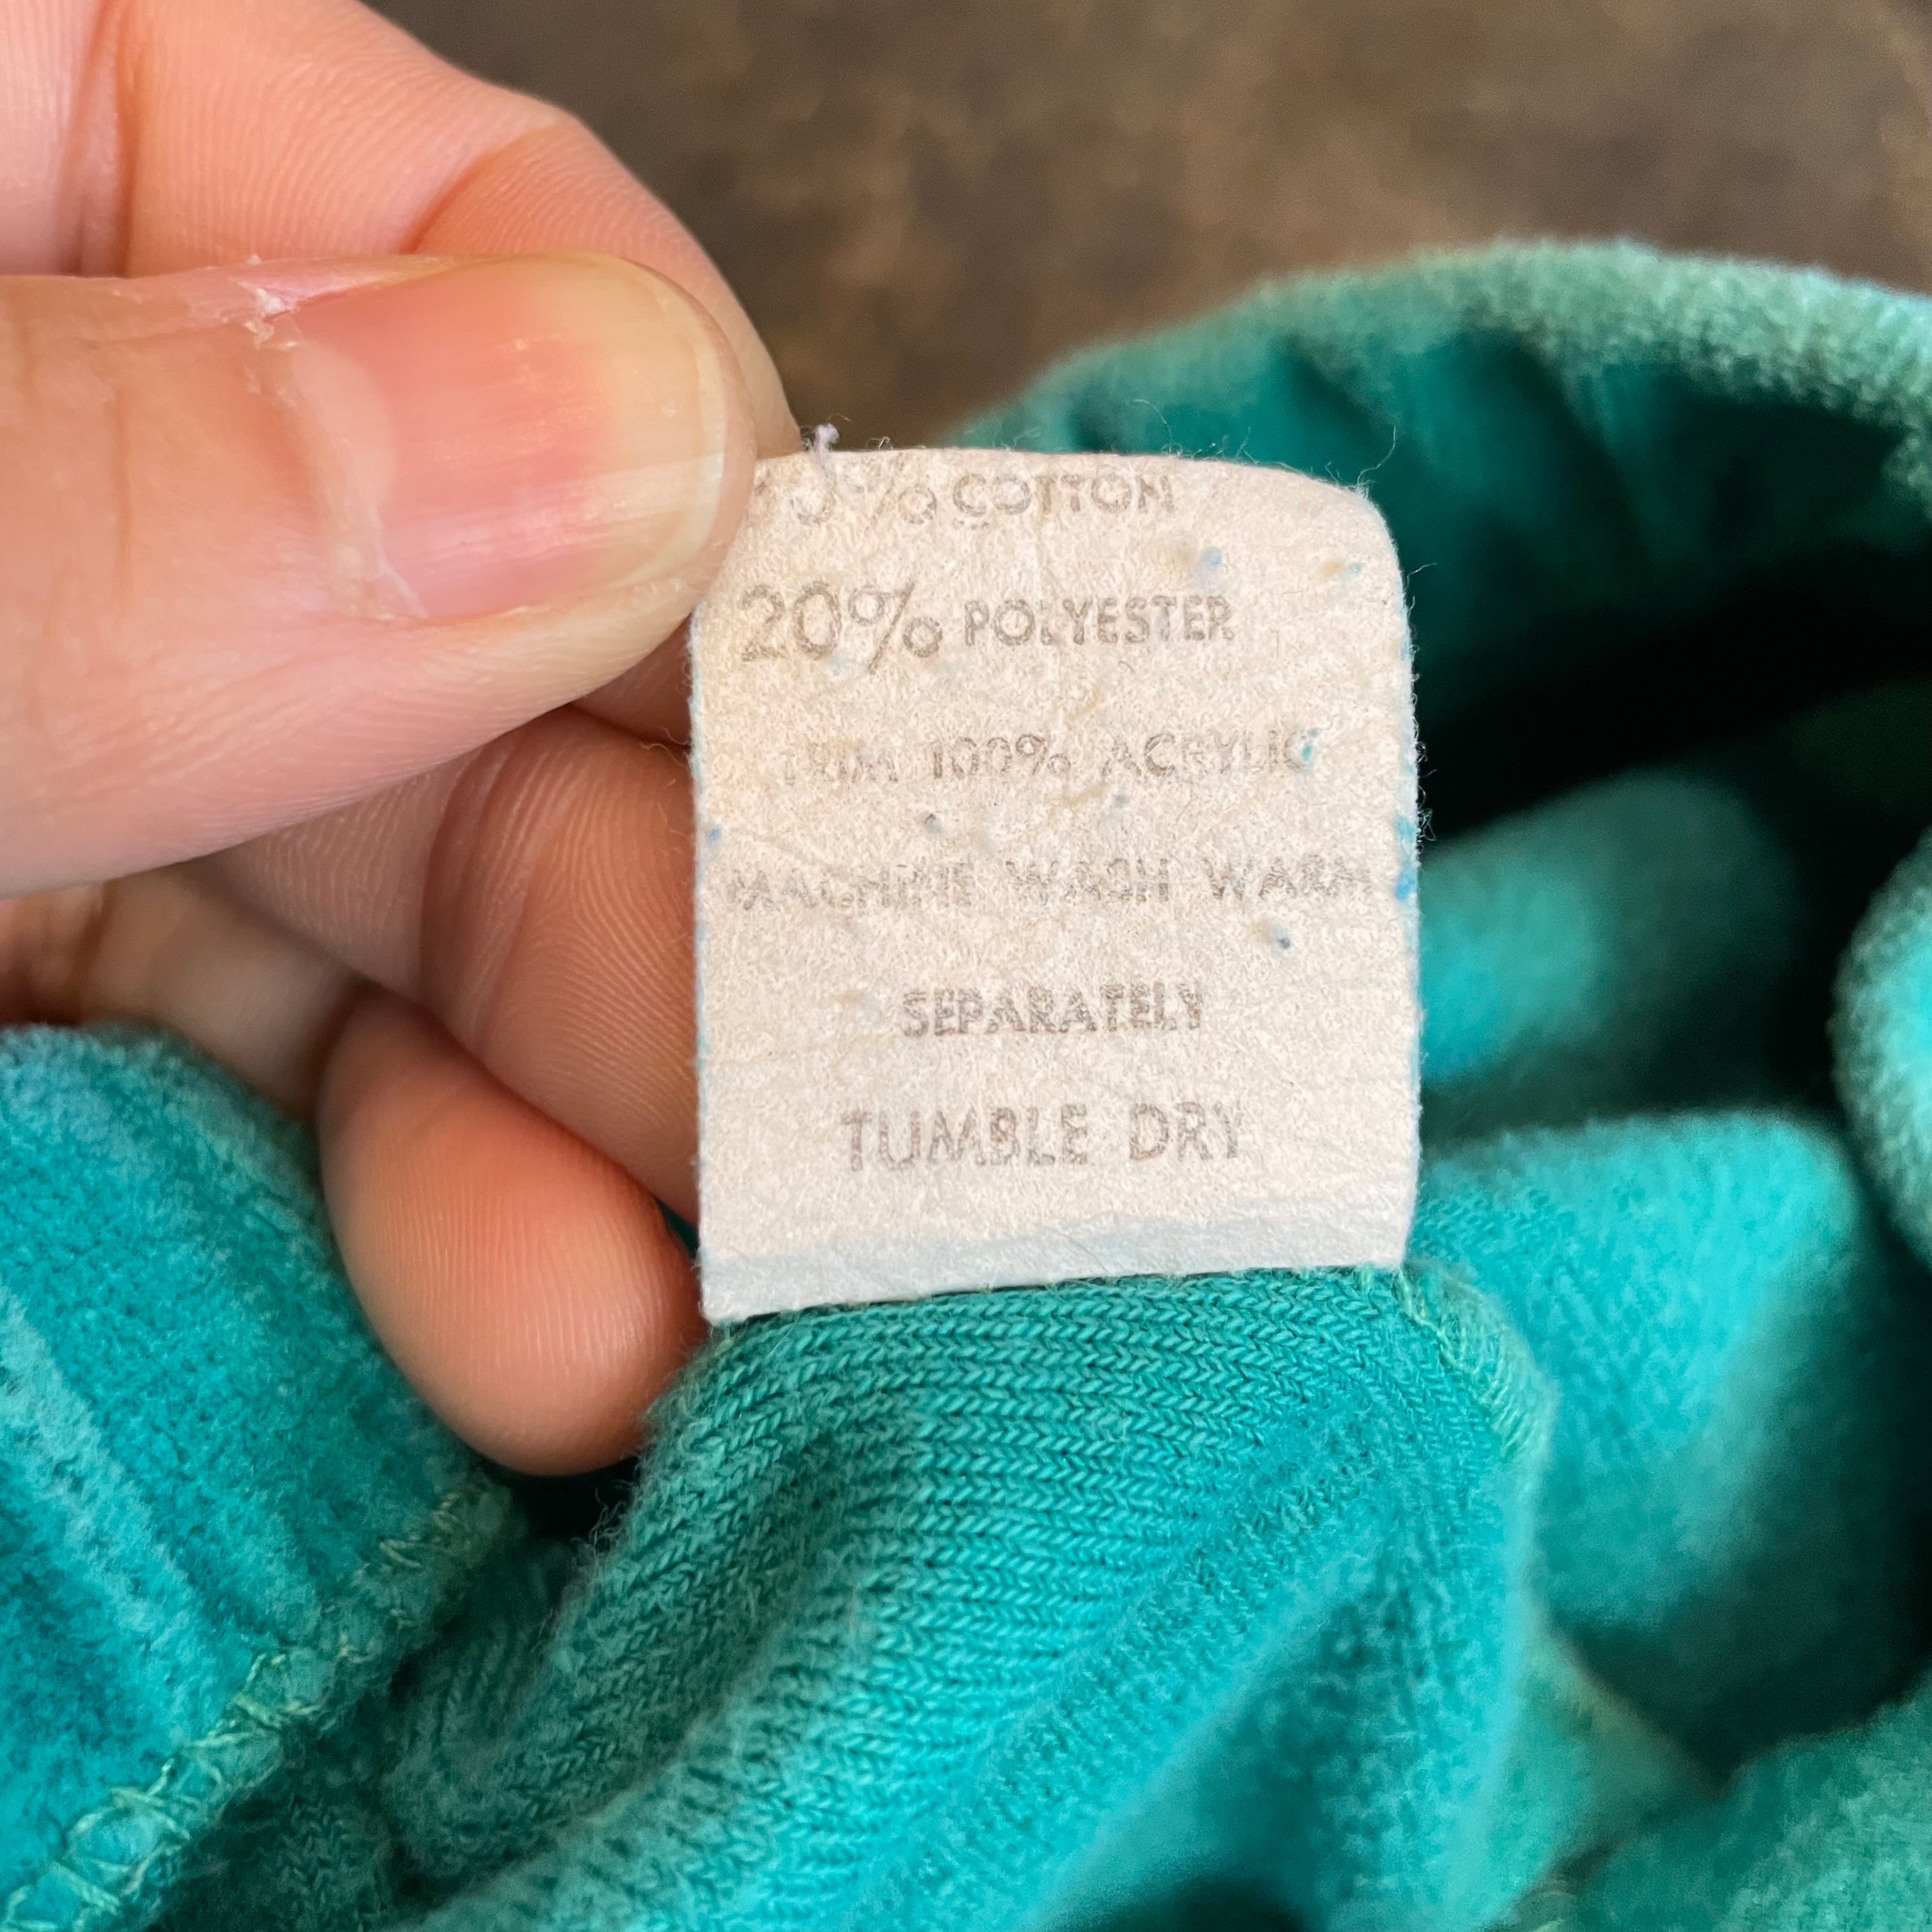 COTTON
20% POLYESTER
TRIM 100% ACRYLIC
MACHINE WASH WARM
SEPARATELY
TUMBLE DRY